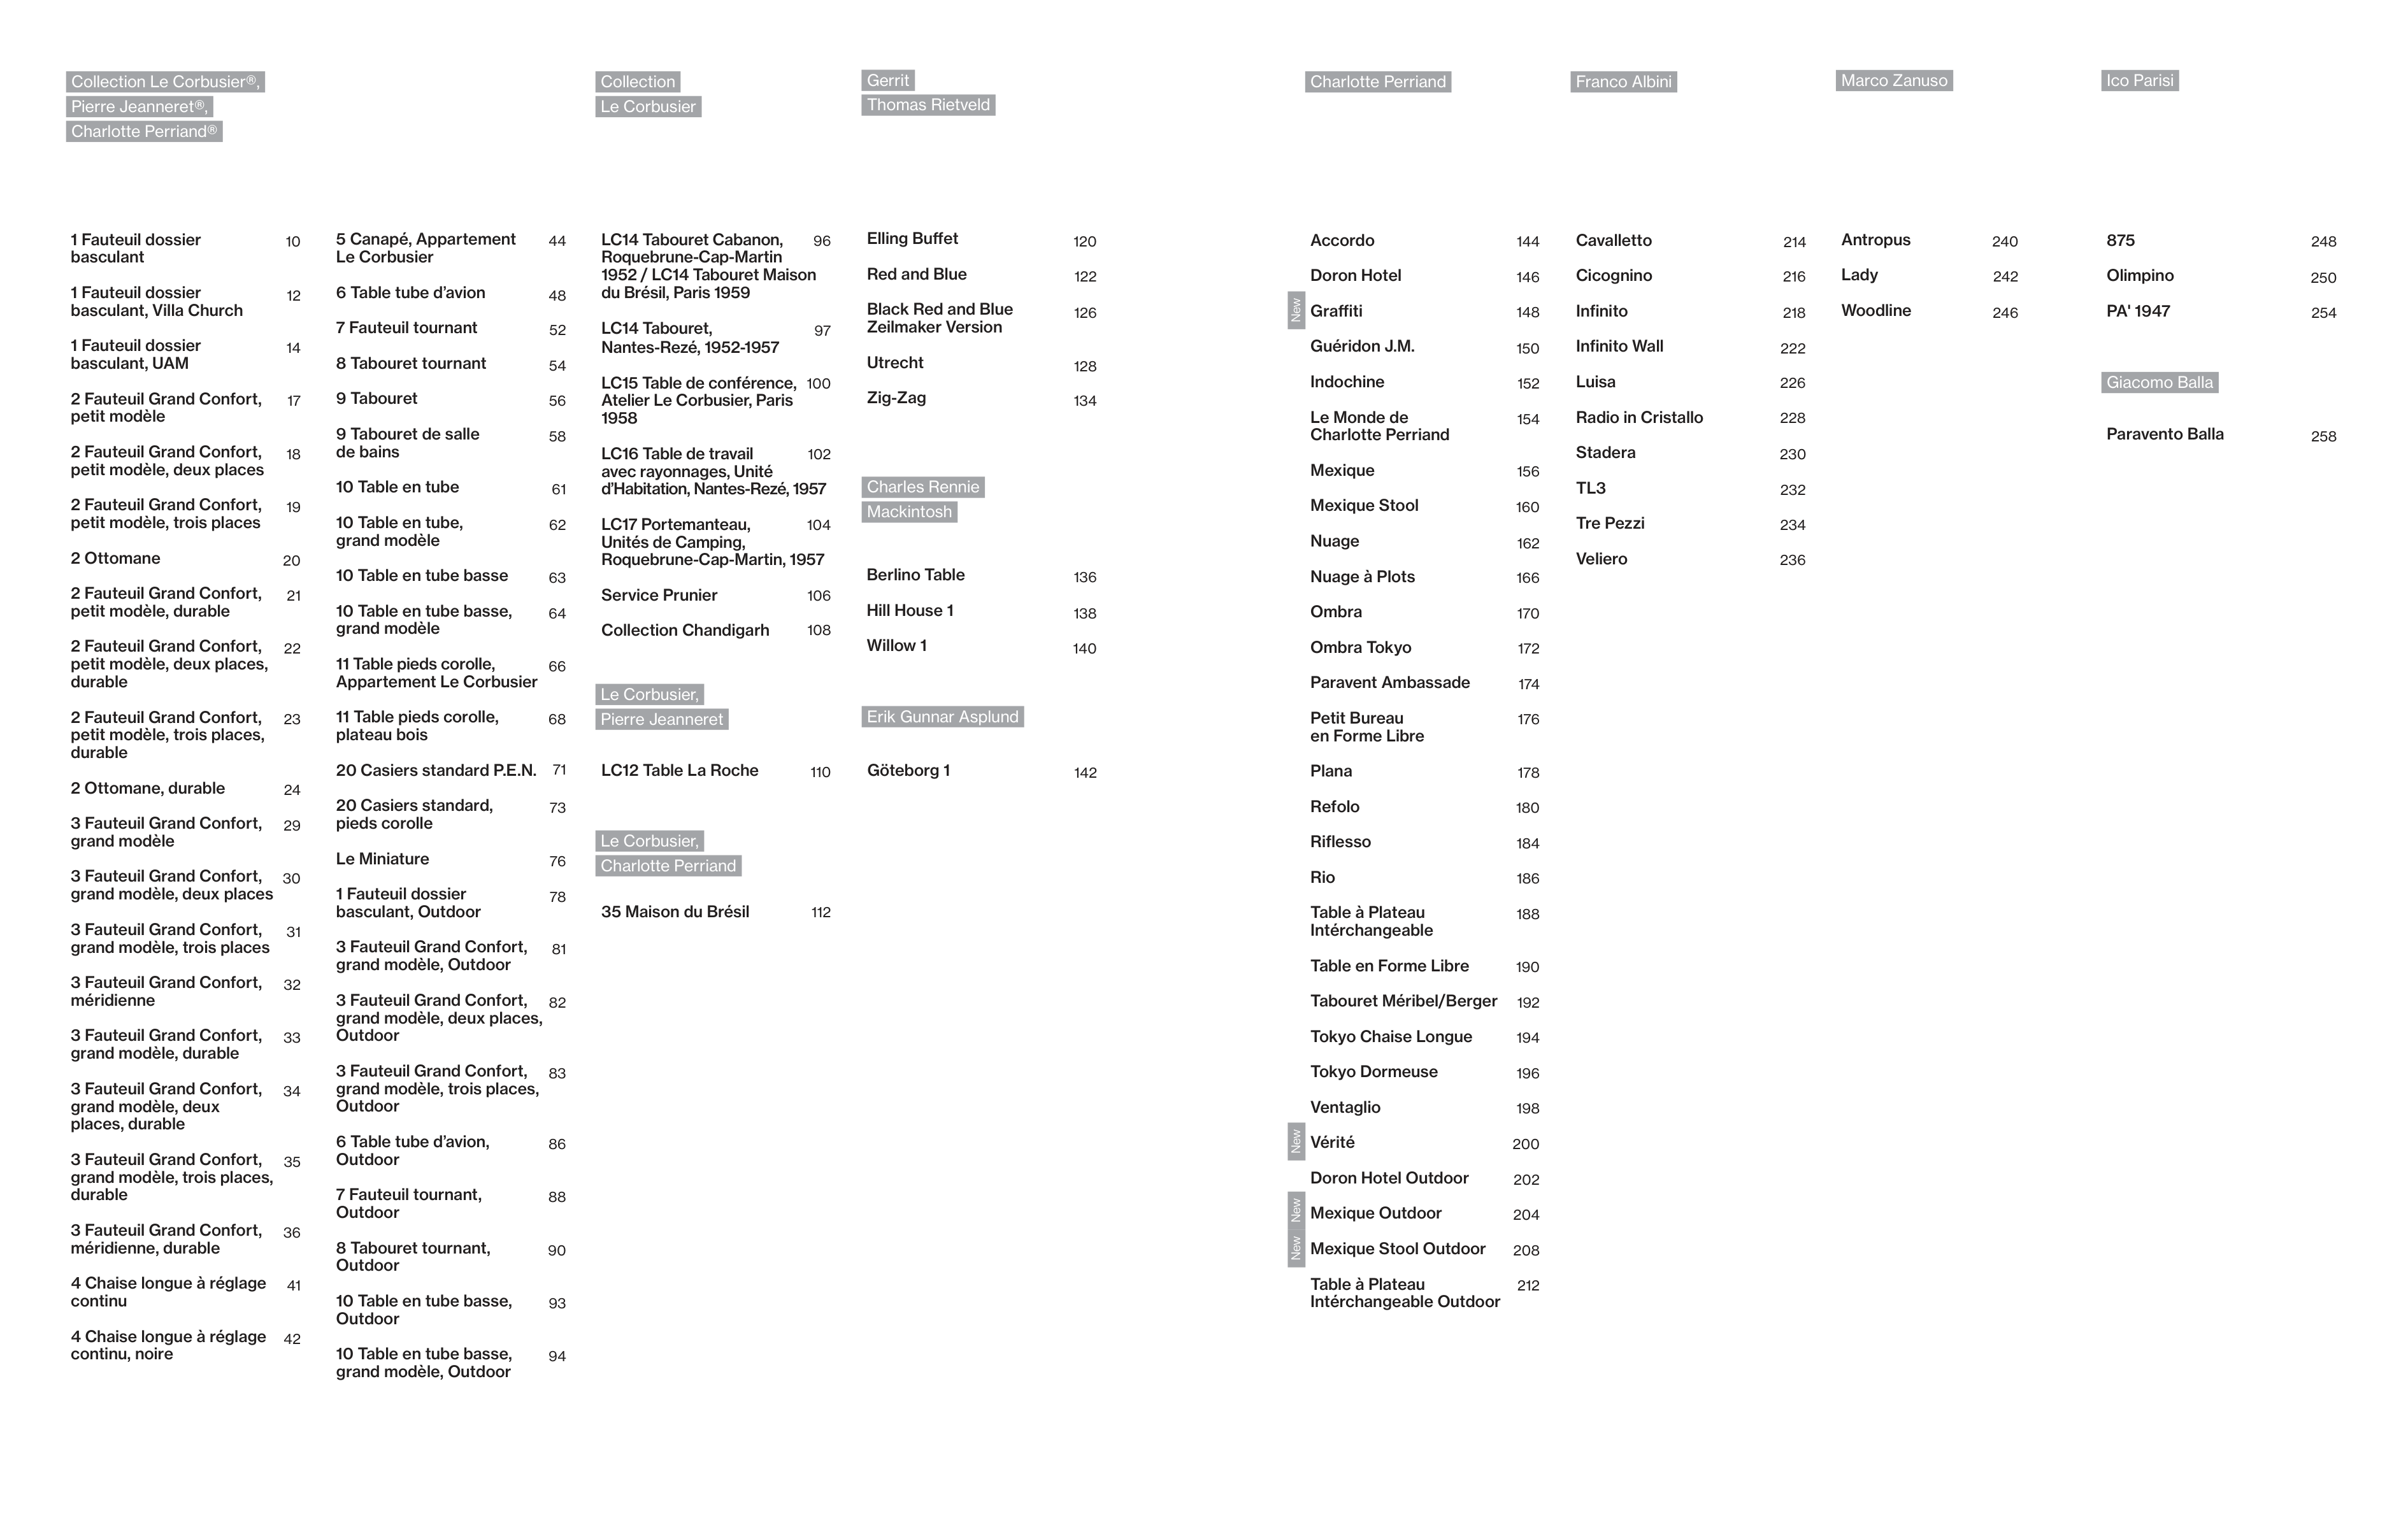 Collection Le Corbusier®,
Pierre Jeanneret®,
Charlotte Perriand®
1 Fauteuil dossier 10
basculant
1 Fauteuil dossier 12
basculant, Villa Church
1 Fauteuil dossier 14
basculant, UAM
2 Fauteuil Grand Confort, 17
petit modèle
2 Fauteuil Grand Confort, 18
petit modèle, deux places
2 Fauteuil Grand Confort, 19
petit modèle, trois places
2 Ottomane 20
2 Fauteuil Grand Confort, 21
petit modèle, durable
2 Fauteuil Grand Confort, 22
petit modèle, deux places,
durable
2 Fauteuil Grand Confort, 23
petit modèle, trois places,
durable
2 Ottomane, durable 24
3 Fauteuil Grand Confort, 29
grand modèle
3 Fauteuil Grand Confort, 30
grand modèle, deux places
3 Fauteuil Grand Confort, 31
grand modèle, trois places
3 Fauteuil Grand Confort, 32
méridienne
3 Fauteuil Grand Confort, 33
grand modèle, durable
3 Fauteuil Grand Confort, 34
grand modèle, deux
places, durable
3 Fauteuil Grand Confort, 35
grand modèle, trois places,
durable
3 Fauteuil Grand Confort, 36
méridienne, durable
4 Chaise longue à réglage 41
continu
4 Chaise longue à réglage 42
continu, noire
5 Canapé, Appartement 44
Le Corbusier
6 Table tube d’avion 48
7 Fauteuil tournant 52
8 Tabouret tournant 54
9 Tabouret 56
9 Tabouret de salle 58
de bains
10 Table en tube 61
10 Table en tube, 62
grand modèle
10 Table en tube basse 63
10 Table en tube basse, 64
grand modèle
11 Table pieds corolle, 66
Appartement Le Corbusier
11 Table pieds corolle, 68
plateau bois
20 Casiers standard P.E.N. 71
20 Casiers standard, 73
pieds corolle
Le Miniature 76
1 Fauteuil dossier 78
basculant, Outdoor
3 Fauteuil Grand Confort, 81
grand modèle, Outdoor
3 Fauteuil Grand Confort, 82
grand modèle, deux places,
Outdoor
3 Fauteuil Grand Confort, 83
grand modèle, trois places,
Outdoor
6 Table tube d’avion, 86
Outdoor
7 Fauteuil tournant, 88
Outdoor
8 Tabouret tournant, 90
Outdoor
10 Table en tube basse, 93
Outdoor
10 Table en tube basse, 94
grand modèle, Outdoor
Collection
Le Corbusier
LC14 Tabouret Cabanon, 96
Roquebrune-Cap-Martin
1952 / LC14 Tabouret Maison
du Brésil, Paris 1959
LC14 Tabouret, 97
Nantes-Rezé, 1952-1957
LC15 Table de conférence, 100
Atelier Le Corbusier, Paris
1958
LC16 Table de travail 102
avec rayonnages, Unité
d’Habitation, Nantes-Rezé, 1957
LC17 Portemanteau, 104
Unités de Camping,
Roquebrune-Cap-Martin, 1957
Service Prunier 106
Collection Chandigarh 108
Le Corbusier,
Pierre Jeanneret
LC12 Table La Roche 110
Le Corbusier,
Charlotte Perriand
35 Maison du Brésil 112
Gerrit
Thomas Rietveld
Elling Buffet 120
Red and Blue 122
Black Red and Blue 126
Zeilmaker Version
Utrecht 128
Zig-Zag 134
Charles Rennie
Mackintosh
Berlino Table 136
Hill House 1 138
Willow 1 140
Erik Gunnar Asplund
Göteborg 1 142
Charlotte Perriand
Accordo 144
Doron Hotel 146
New Graffiti 148
Guéridon J.M. 150
Indochine 152
Le Monde de 154
Charlotte Perriand
Mexique 156
Mexique Stool 160
Nuage 162
Nuage à Plots 166
Ombra 170
Ombra Tokyo 172
Paravent Ambassade 174
Petit Bureau 176
en Forme Libre
Plana 178
Refolo 180
Riflesso 184
Rio 186
Table à Plateau 188
Intérchangeable
Table en Forme Libre 190
Tabouret Méribel/Berger 192
Tokyo Chaise Longue 194
Tokyo Dormeuse 196
Ventaglio 198
New Vérité 200
Doron Hotel Outdoor 202
New Mexique Outdoor 204
New Mexique Stool Outdoor 208
Table à Plateau 212
Intérchangeable Outdoor
Franco Albini
Cavalletto 214
Cicognino 216
Infinito 218
Infinito Wall 222
Luisa 226
Radio in Cristallo 228
Stadera 230
TL3 232
Tre Pezzi 234
Veliero 236
Marco Zanuso
Antropus 240
Lady 242
Woodline 246
Ico Parisi
875 248
Olimpino 250
PA' 1947 254
Giacomo Balla
Paravento Balla 258